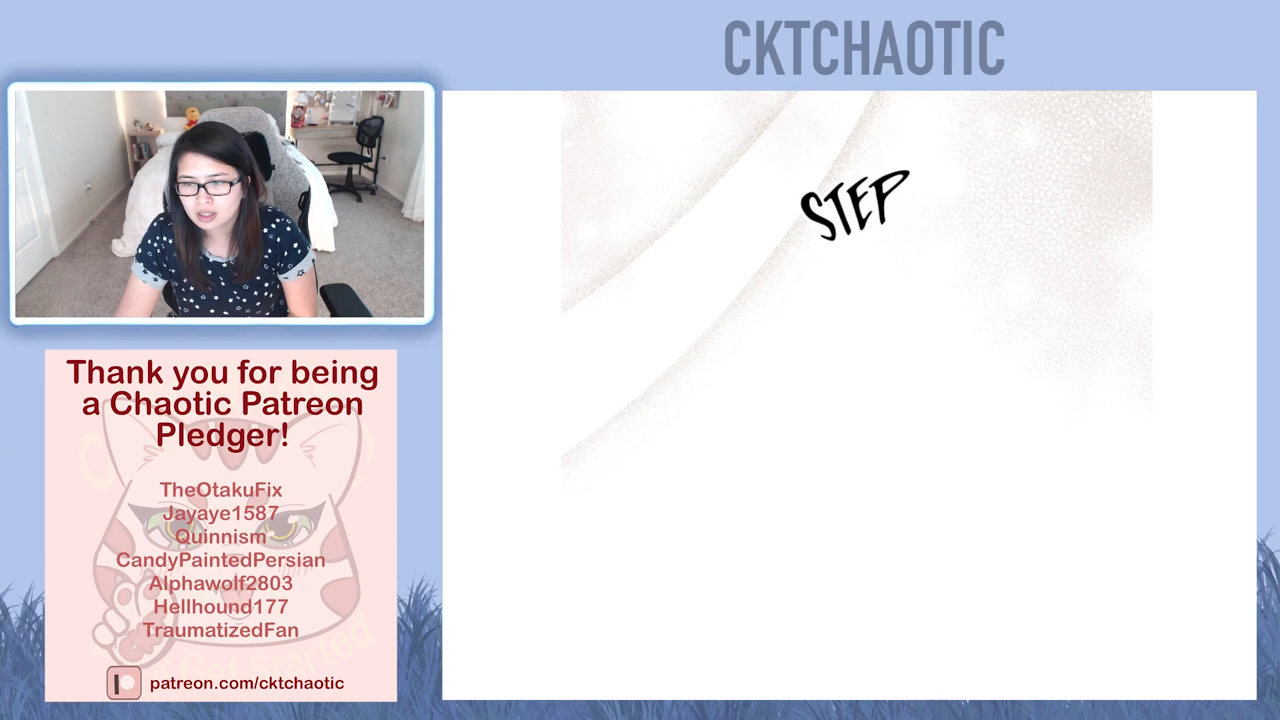 CKTCHAOTIC
STEP
Thank you for being
a Chaotic Patreon
Pledger!
TheOtakuFix
Jayaye1587
Quinnism
CandyPaintedPersian
Alphawolf2803
Hellhound177
TraumatizedFan
patreon.com/cktchaotic